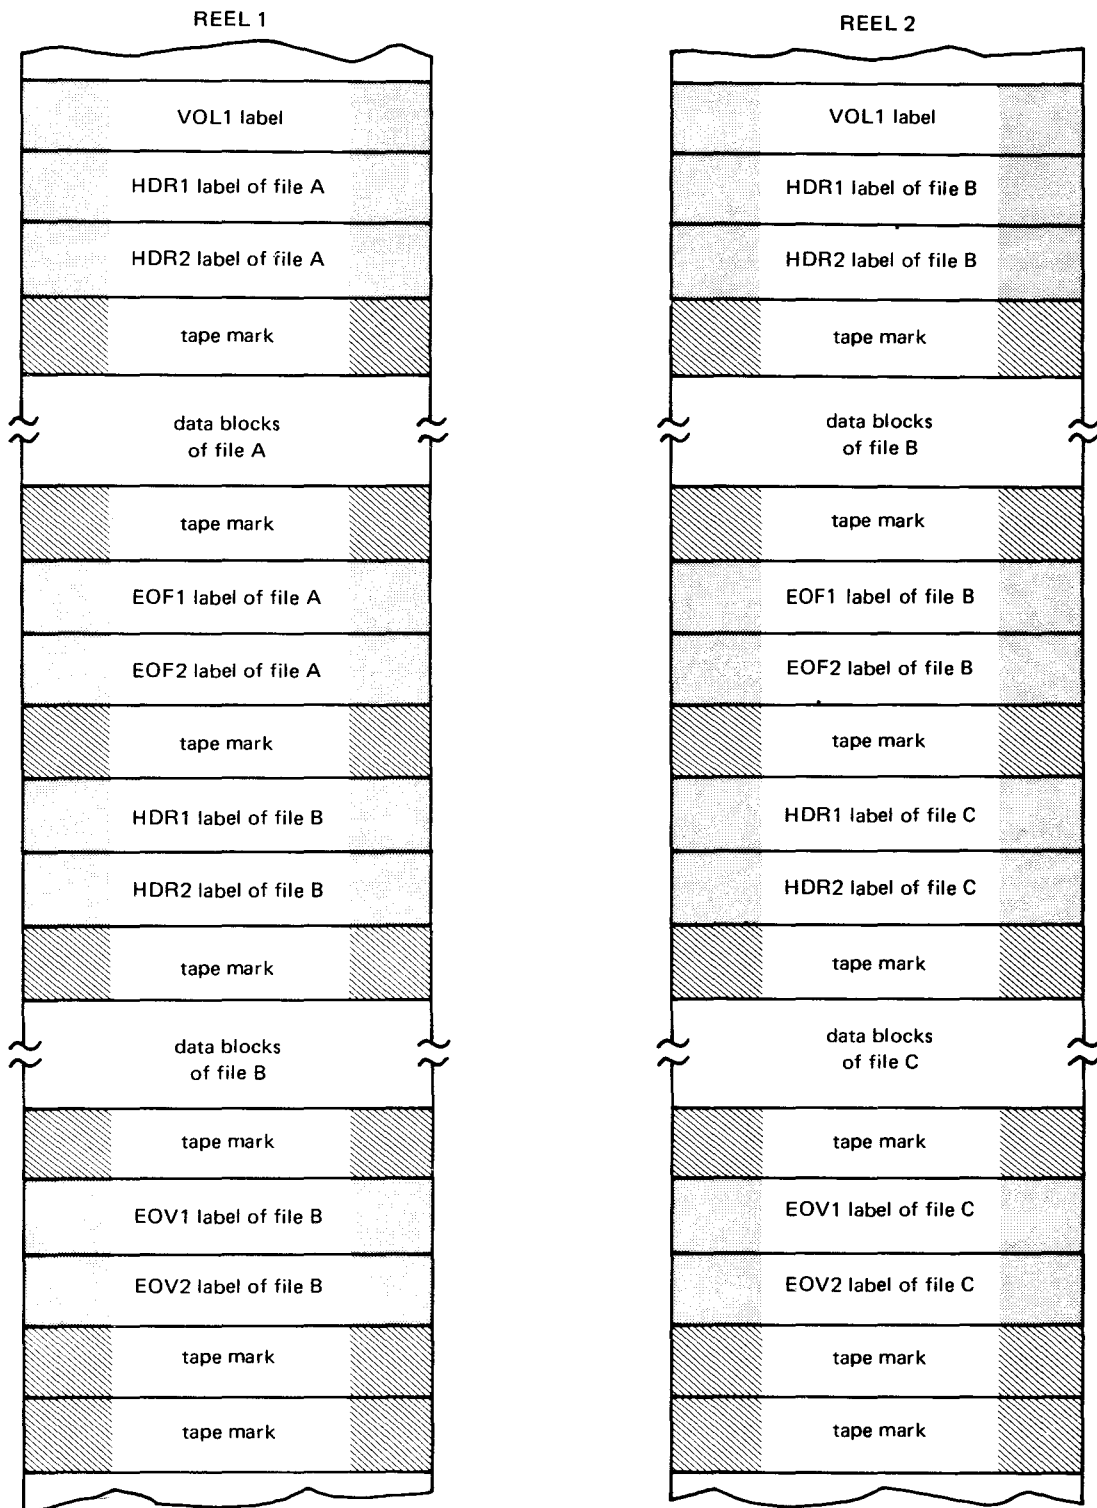 REEL 1
VOL1 label
HDR1 label of file A
HDR2 label of file A
tape mark
data blocks
of file A
tape mark
EOF1 label of file A
EOF2 label of file A
tape mark
HDR1 label of file B
HDR2 label of file B
tape mark
data blocks
of file B
tape mark
EOV1 label of file B
EOV2 label of file B
tape mark
tape mark
REEL 2
VOL1 label
HDR1 label of file B
HDR2 label of file B
tape mark
data blocks
of file B
tape mark
EOF1 label of file B
EOF2 label of file B
tape mark
HDR1 label of file C
HDR2 label of file C
tape mark
data blocks
of file C
tape mark
EOV1 label of file C
EOV2 label of file C
tape mark
tape mark